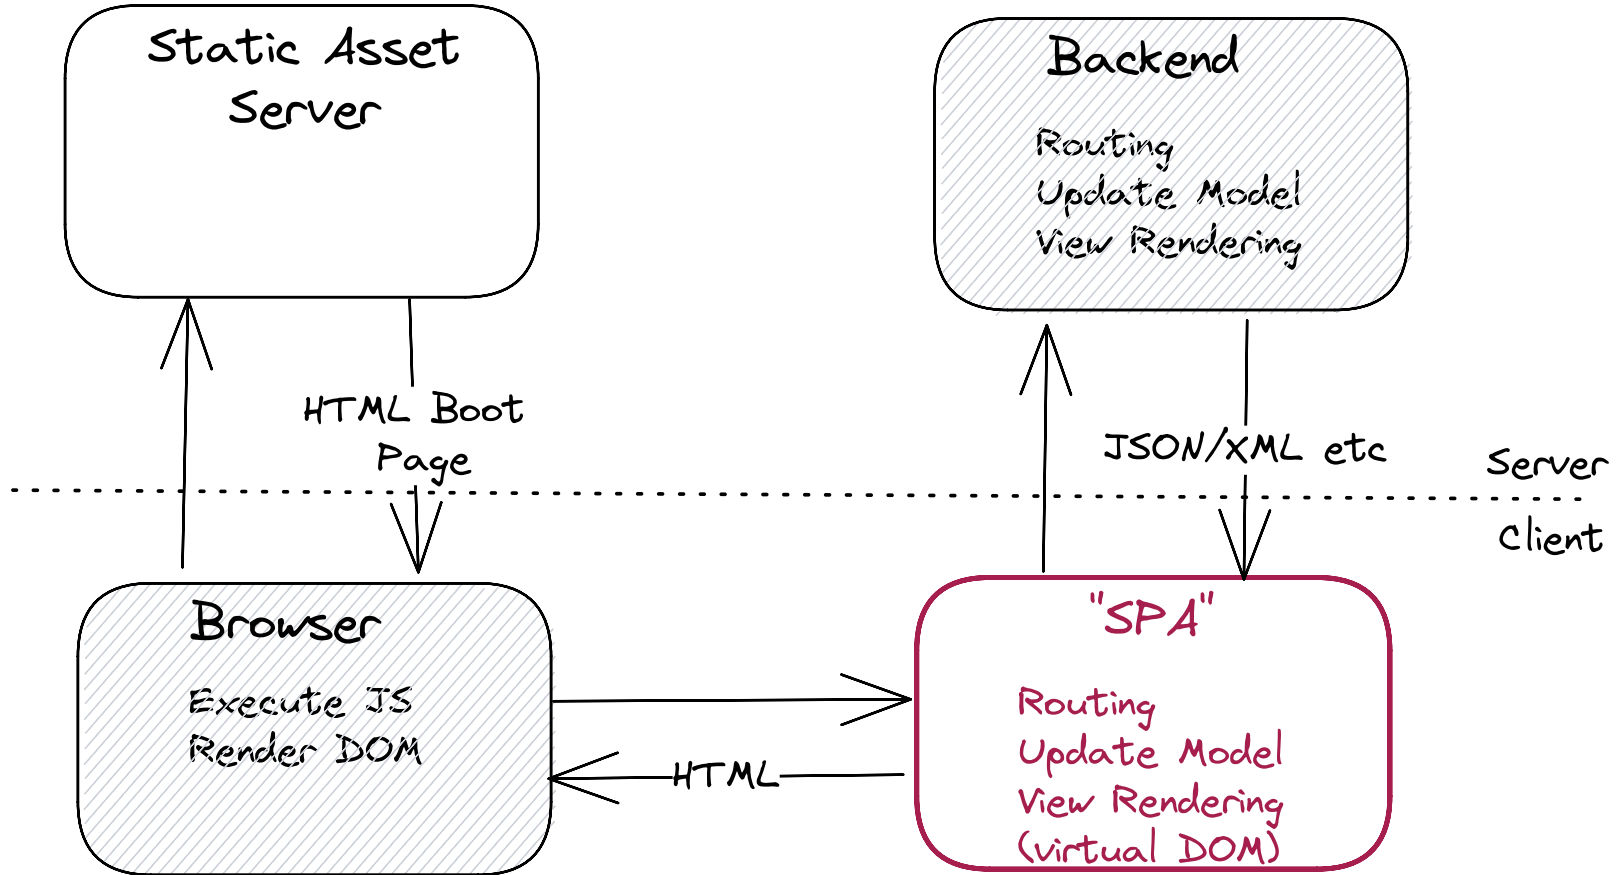 Static Asset
Server
Backend
Routing
Update Model
View Rendering
HTML Boot
Page
JSON/XML etc
Server
Client
Browser
Execute JS
Render DOM
HTML
"SPA"
Routing
Update Model
View Rendering
(virtual DOM)